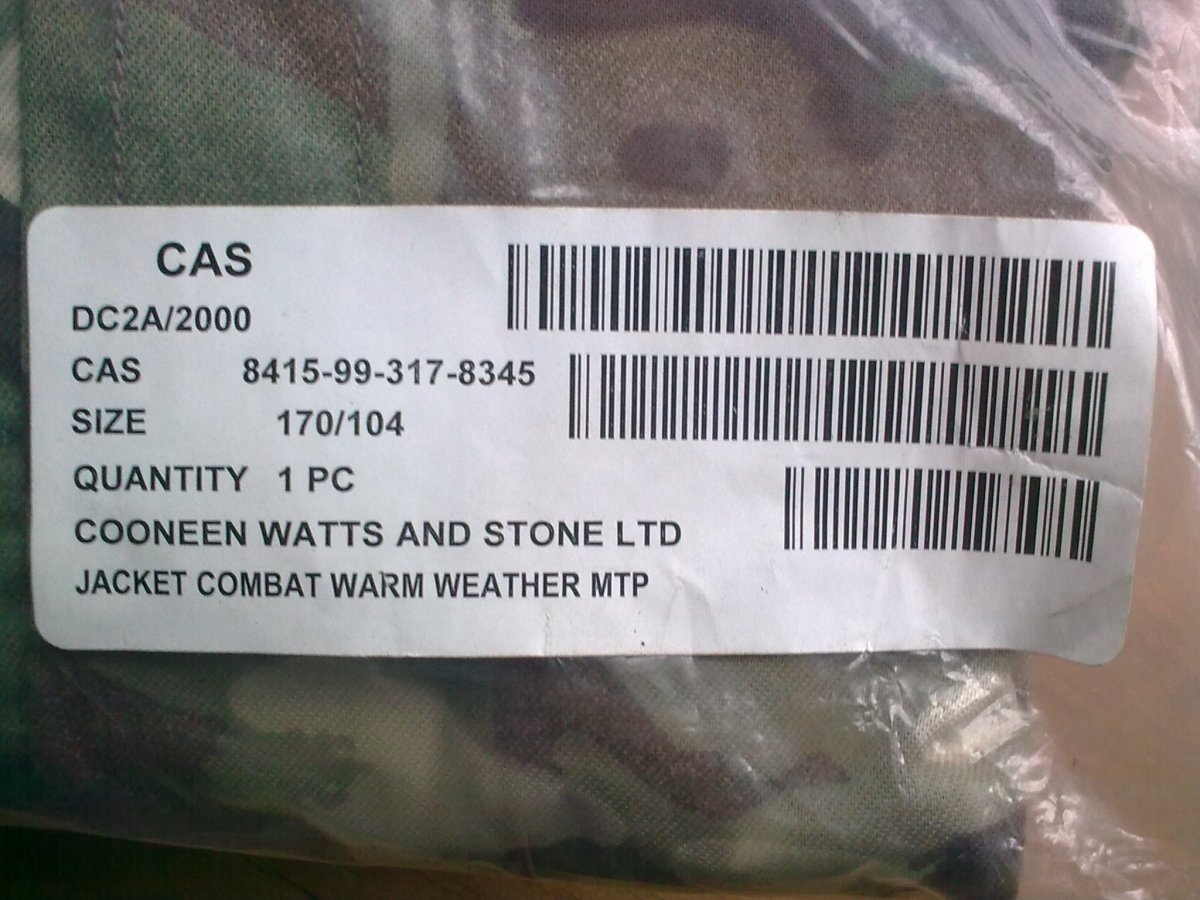 CAS
DC2A/2000
CAS 8415-99-317-8345
SIZE 170/104
QUANTITY 1 PC
COONEEN WATTS AND STONE LTD
JACKET COMBAT WARM WEATHER MTP